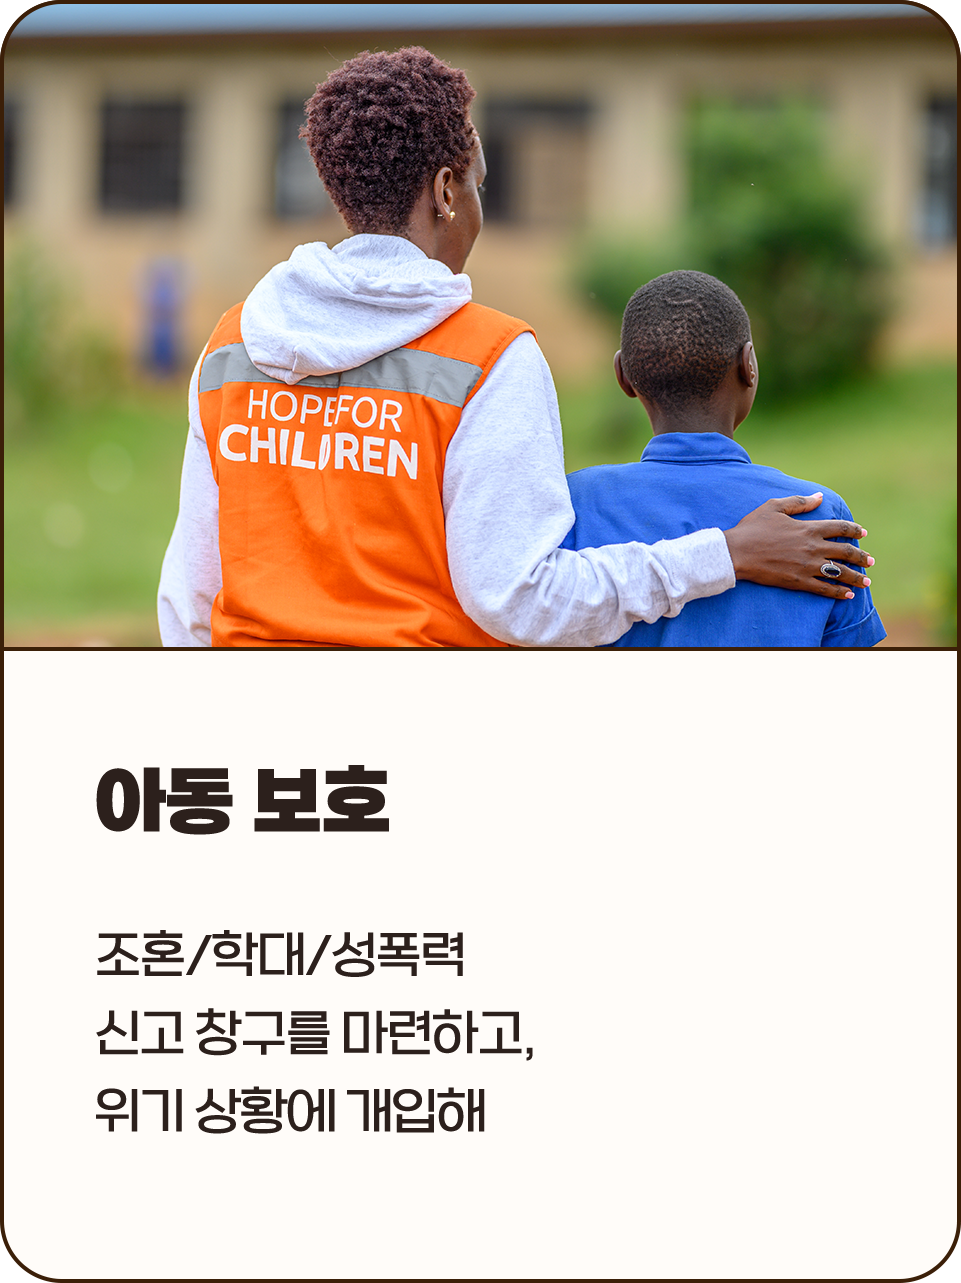 HOPE FOR
CHILDREN
아동 보호
조혼/학대/성폭력
신고 창구를 마련하고,
위기 상황에 개입해